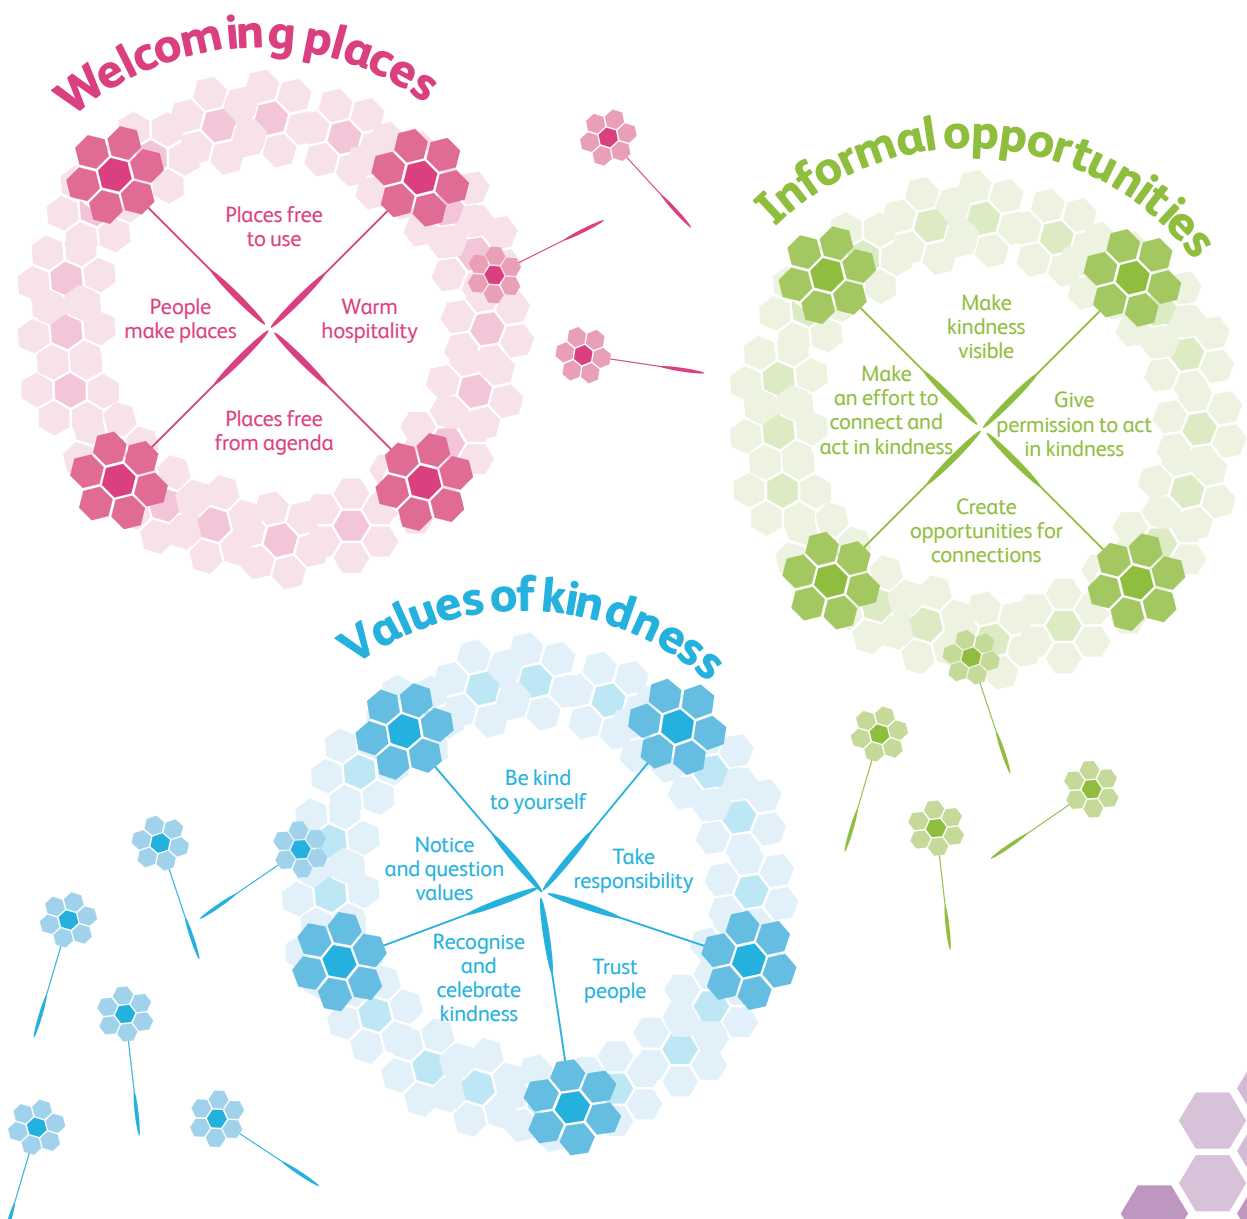 Welcoming places
Places free
to use
People
make places
Warm
hospitality
Places free
from agenda
Informal opportunities
Make
kindness
visible
Make
an effort to
connect and
act in kindness
Give
permission to act
in kindness
Create
opportunities for
connections
Values of kindness
Be kind
to yourself
Notice
and question
values
Take
responsibility
Recognise
and
celebrate
kindness
Trust
people